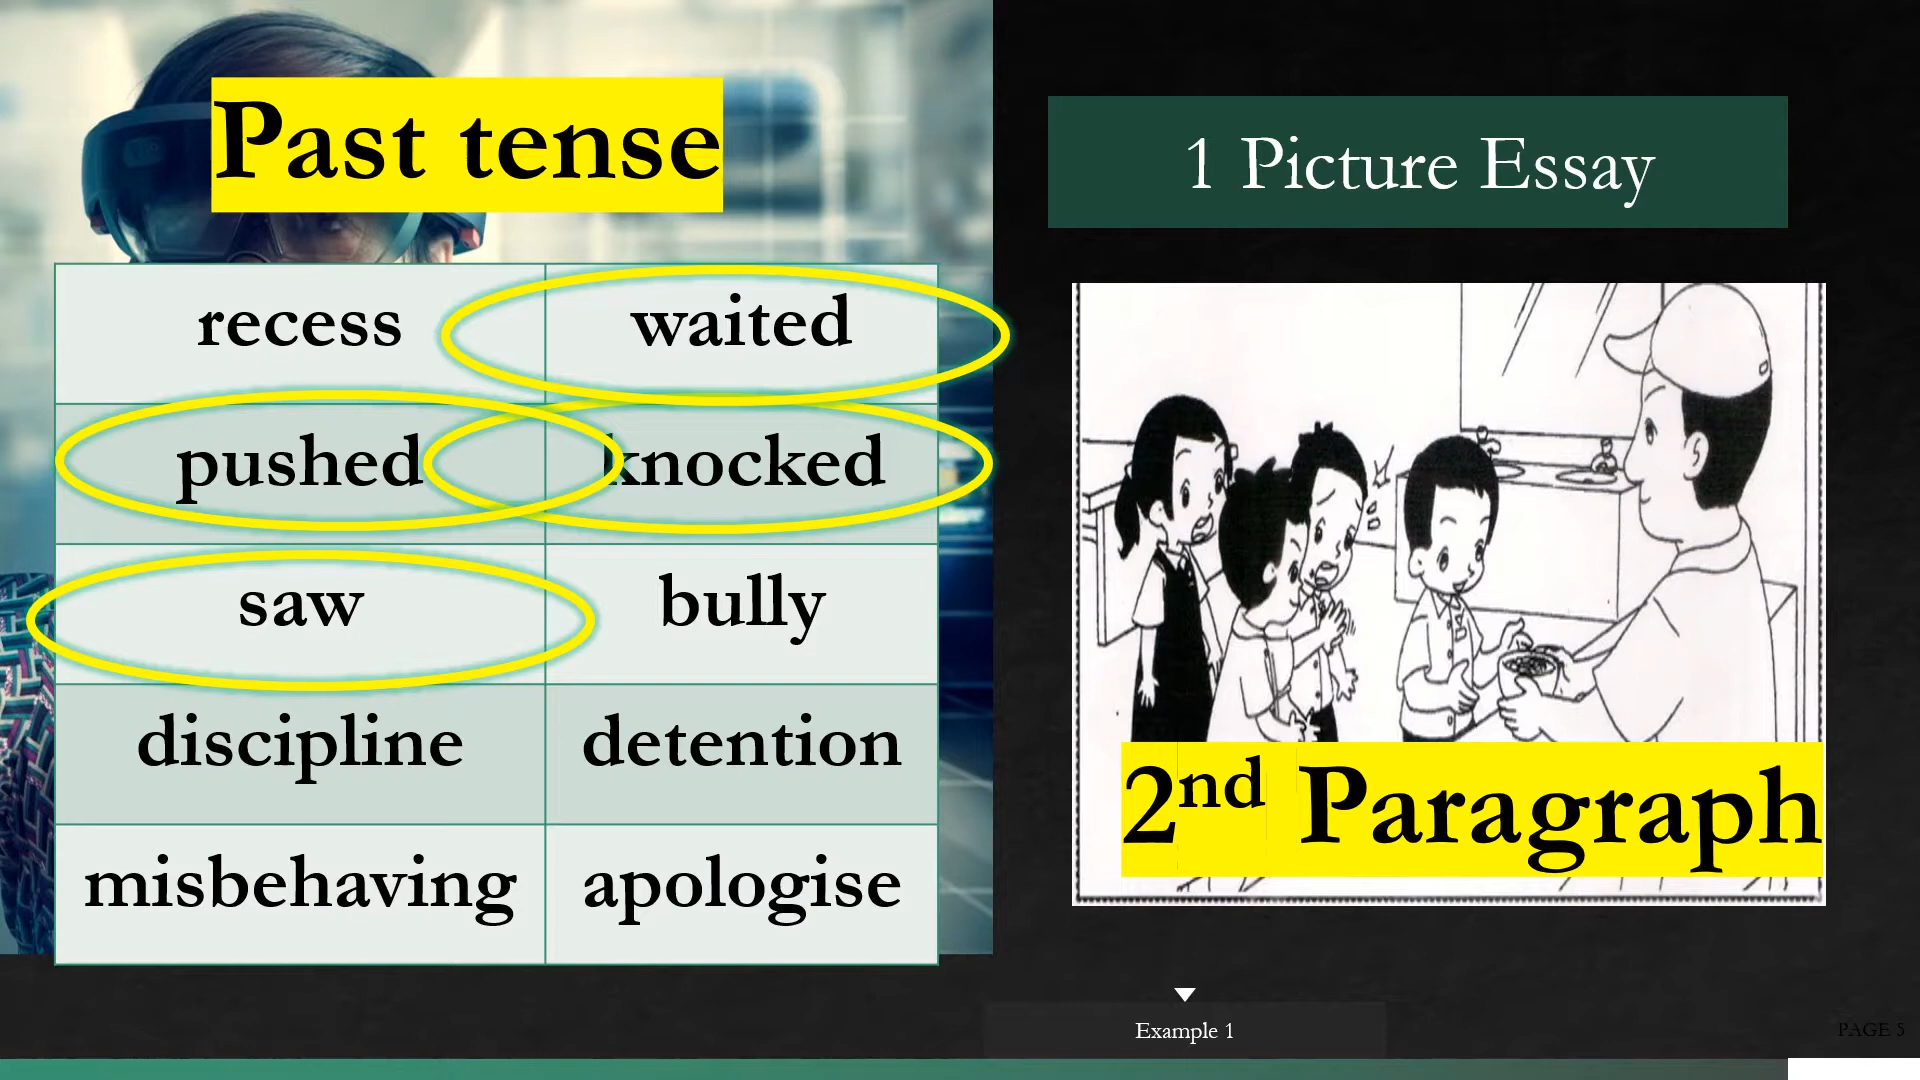 Past tense
1 Picture Essay
recess waited
pushed knocked
saw bully
discipline detention
misbehaving apologise
2nd Paragraph
Example 1
PAGE 5